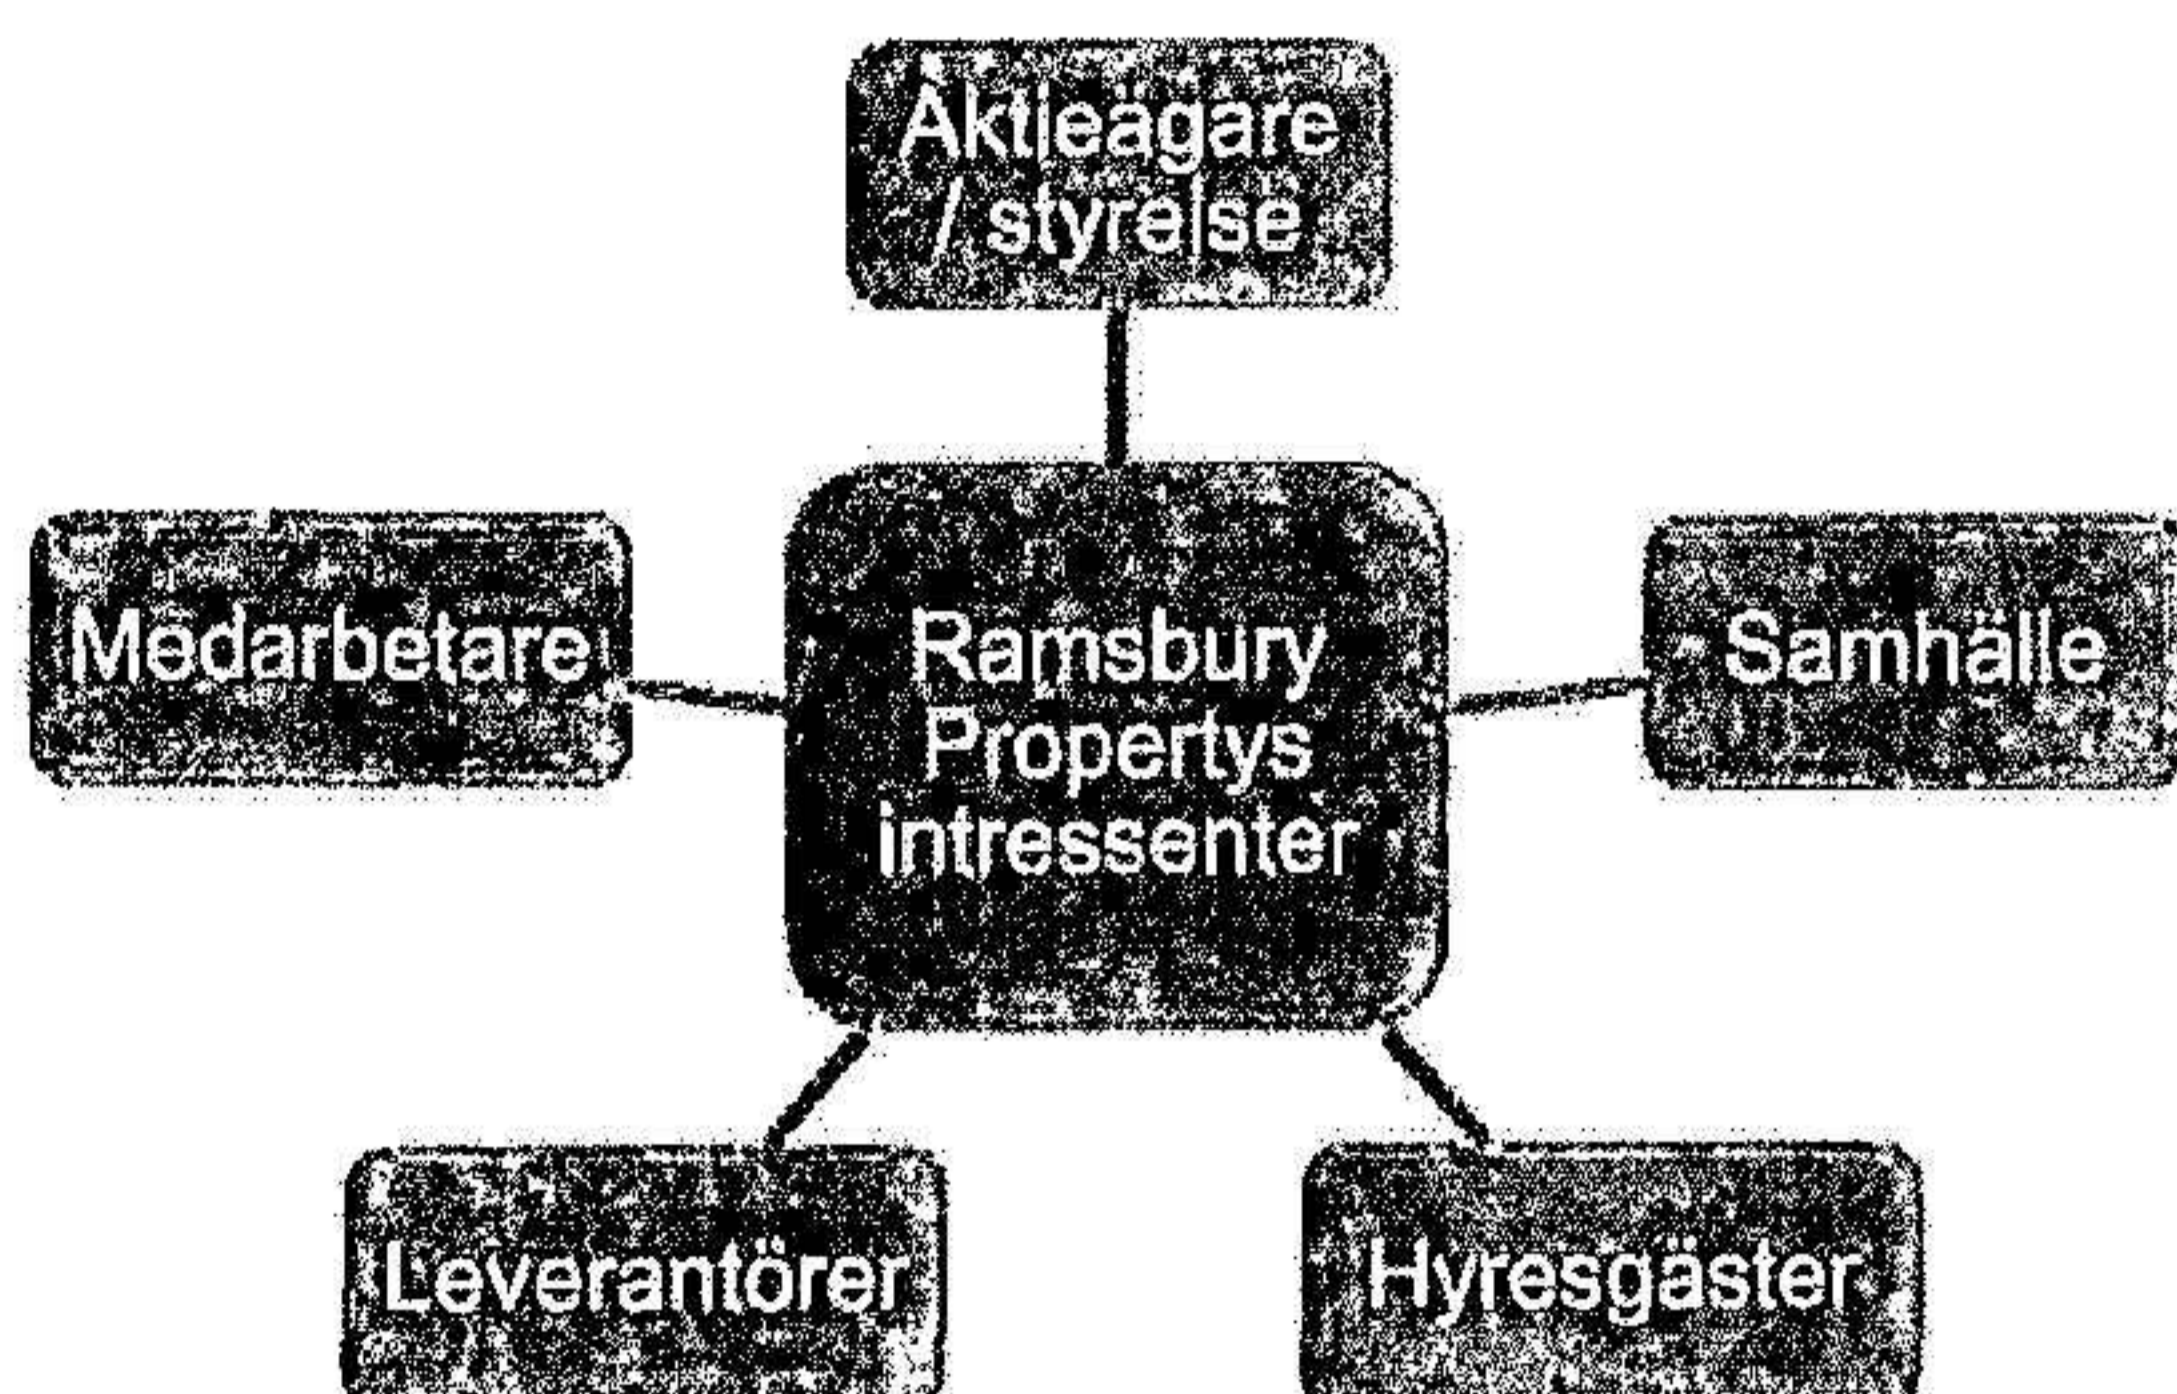 Aktieägare
/ styrelse
Medarbetare
Ramsbury
Propertys
intressenter
Samhälle
Leverantörer
Hyresgäster